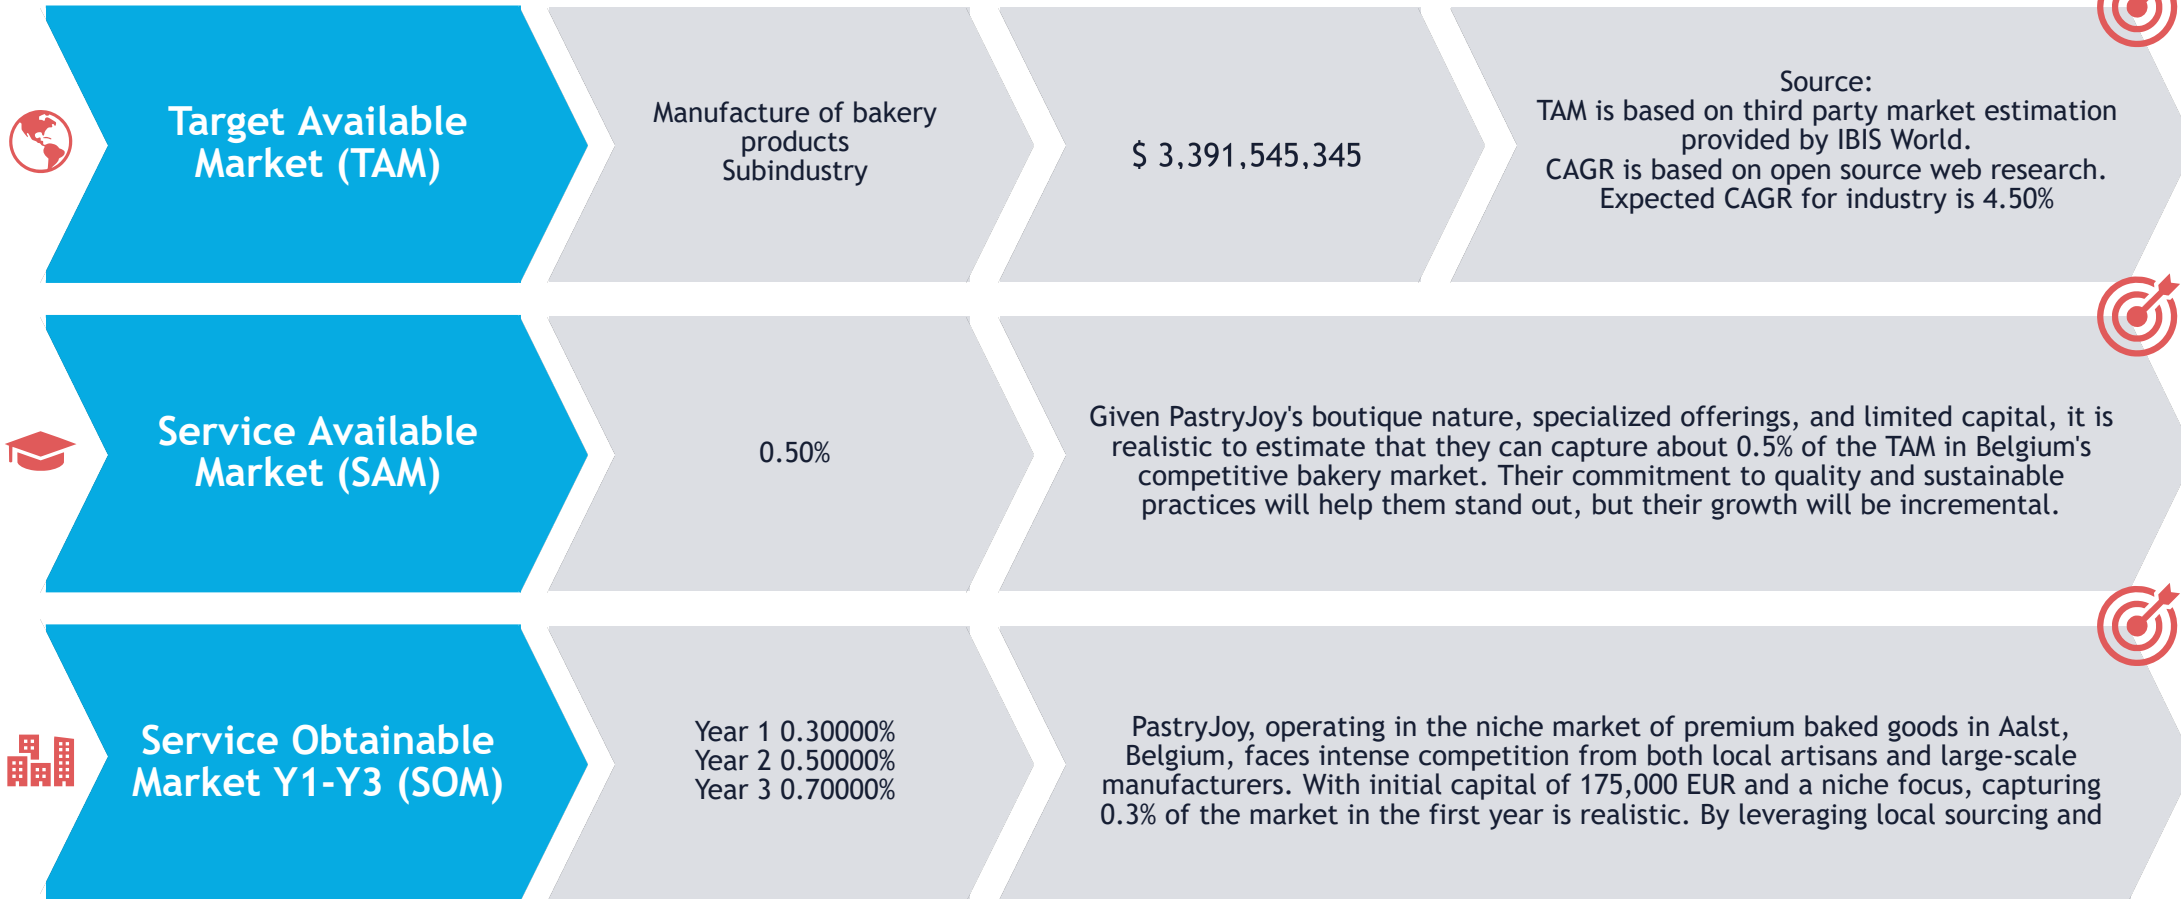 Target Available
Market (TAM)
Manufacture of bakery
products
Subindustry
$ 3,391,545,345
Source:
TAM is based on third party market estimation
provided by IBIS World.
CAGR is based on open source web research.
Expected CAGR for industry is 4.50%
Service Available
Market (SAM)
0.50%
Given PastryJoy's boutique nature, specialized offerings, and limited capital, it is
realistic to estimate that they can capture about 0.5% of the TAM in Belgium's
competitive bakery market. Their commitment to quality and sustainable
practices will help them stand out, but their growth will be incremental.
Service Obtainable
Market Y1-Y3 (SOM)
Year 1 0.30000%
Year 2 0.50000%
Year 3 0.70000%
PastryJoy, operating in the niche market of premium baked goods in Aalst,
Belgium, faces intense competition from both local artisans and large-scale
manufacturers. With initial capital of 175,000 EUR and a niche focus, capturing
0.3% of the market in the first year is realistic. By leveraging local sourcing and